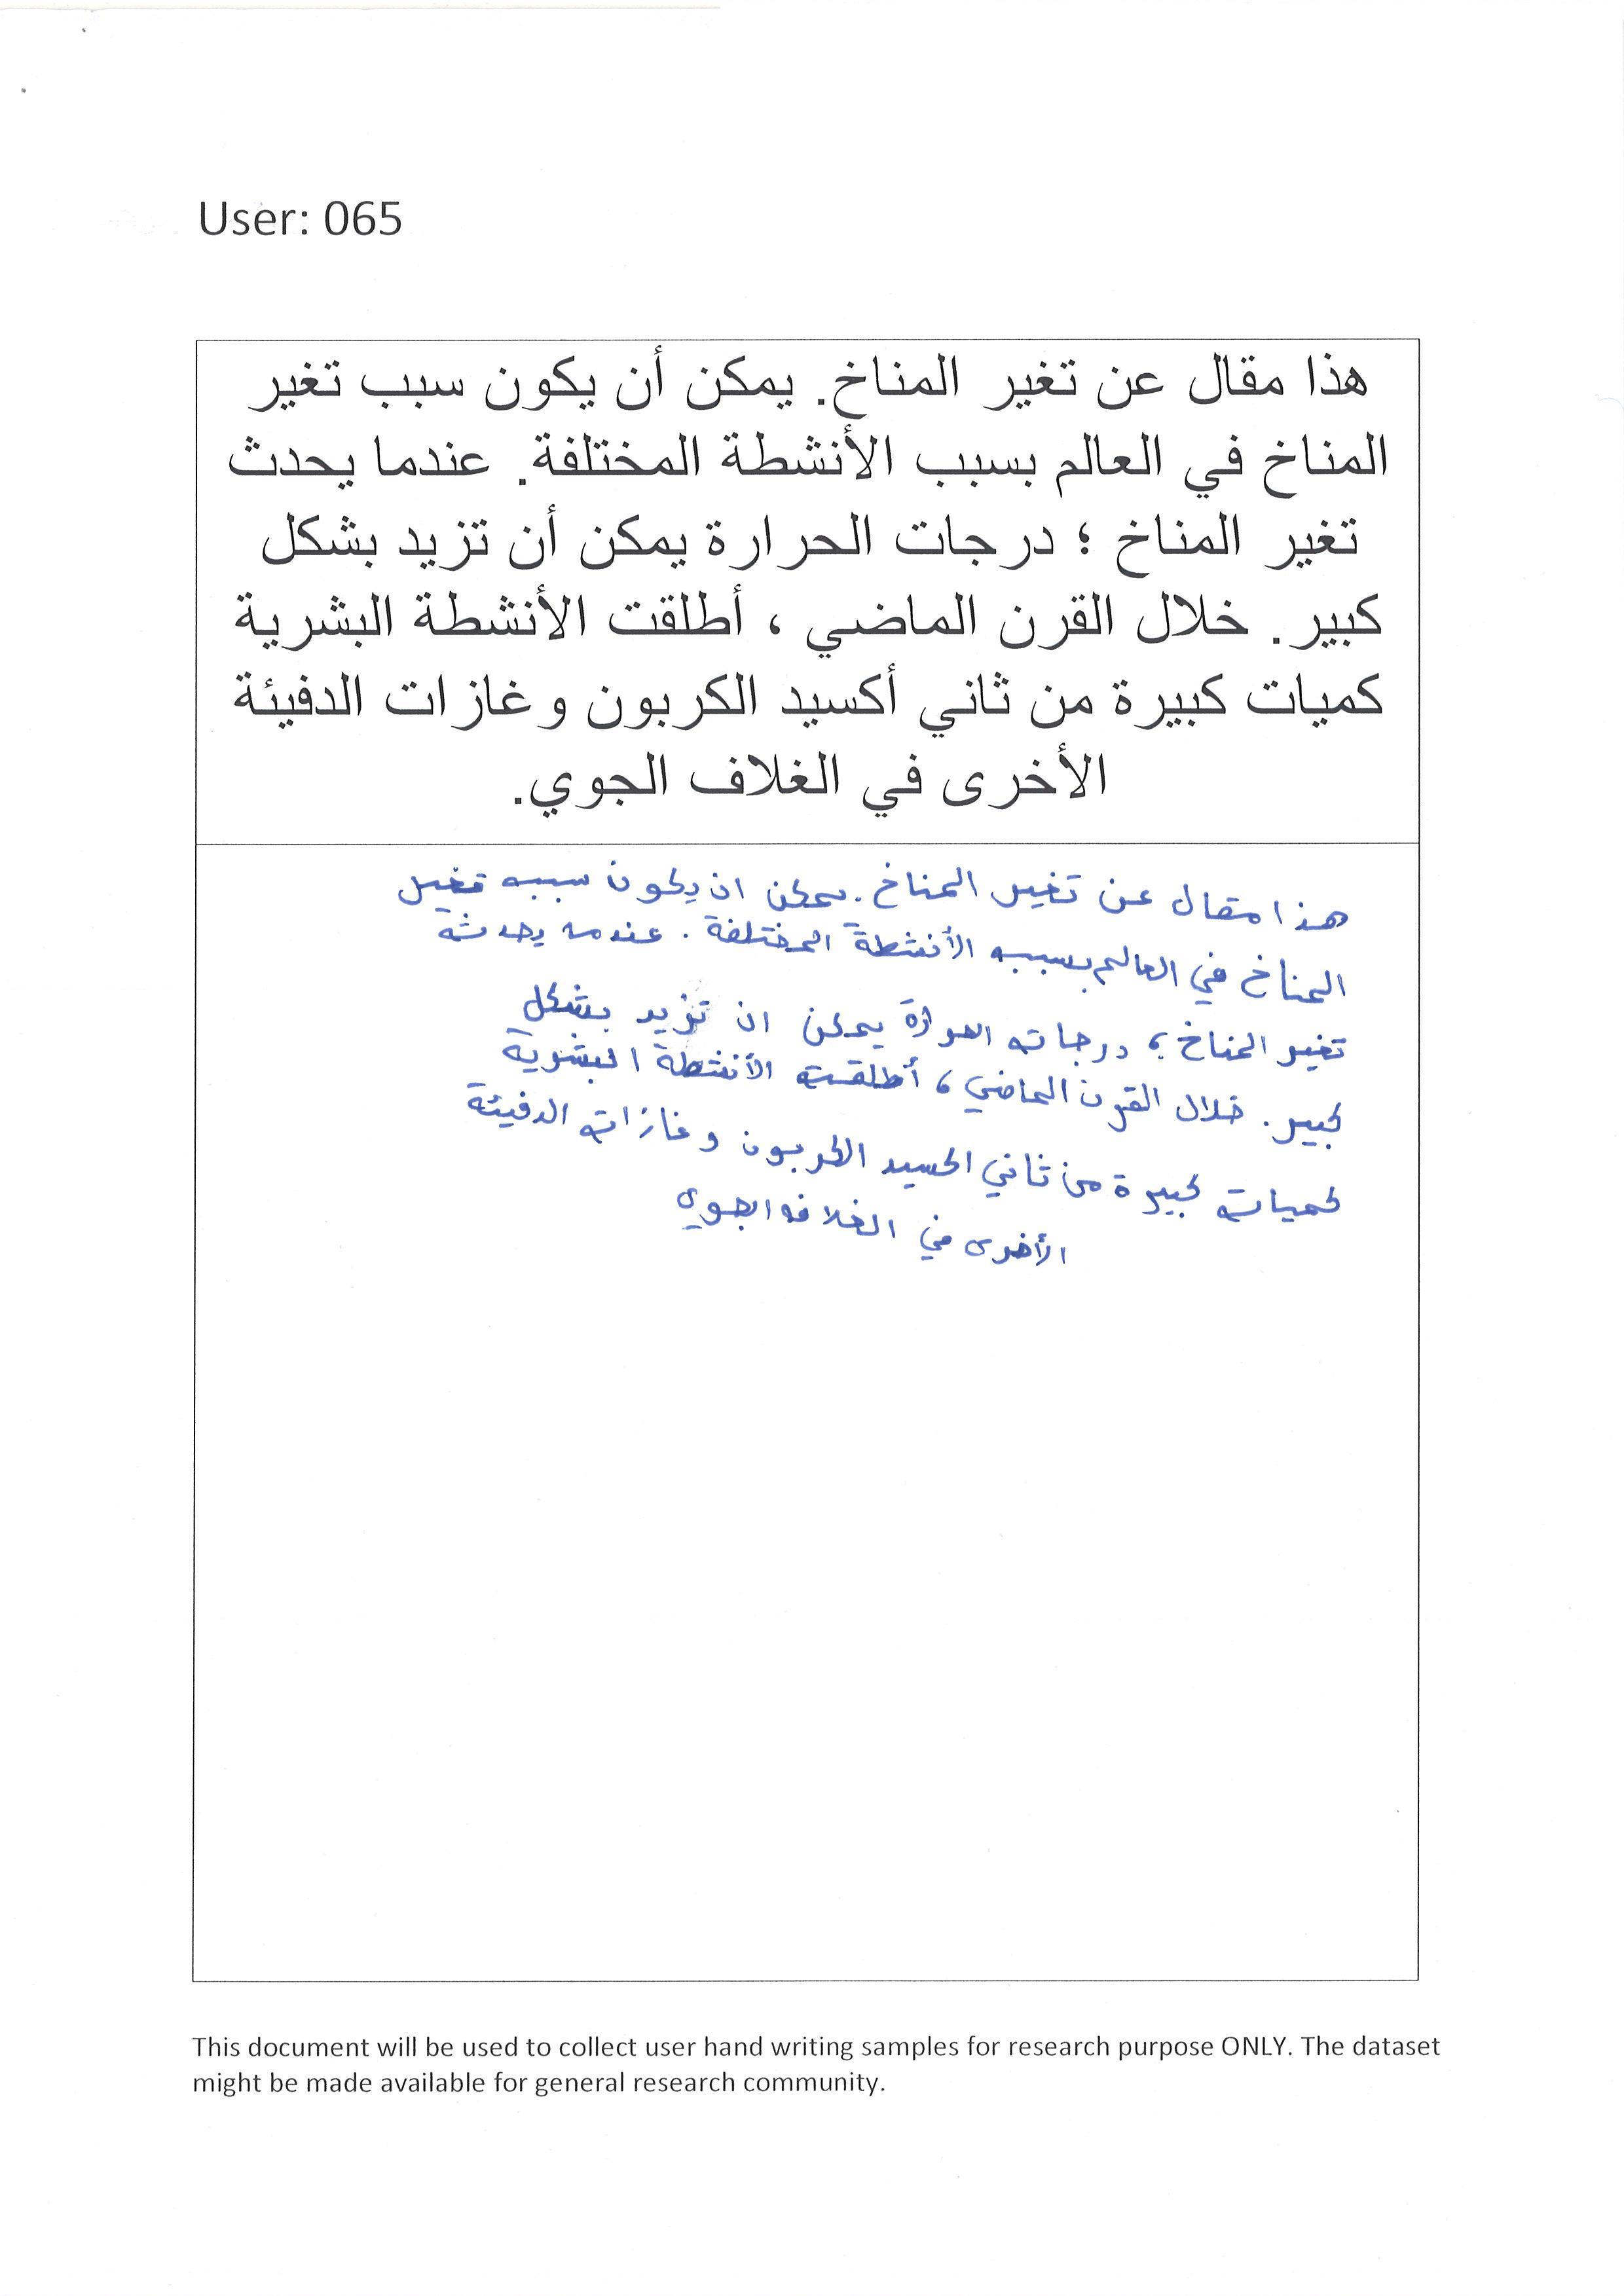 User: 065
هذا مقال عن تغير المناخ. يمكن أن يكون سبب تغير
المناخ في العالم بسبب الأنشطة المختلفة. عندما يحدث
تغير المناخ ؛ درجات الحرارة يمكن أن تزيد بشكل
كبير. خلال القرن الماضي ، أطلقت الأنشطة البشرية
كميات كبيرة من ثاني أكسيد الكربون وغازات الدفيئة
الأخرى في الغلاف الجوي.
هذا مقال عن تغير المناخ. يمكن ان يكون سبب تغير
المناخ في العالم بسبب الأنشطة المختلفة. عندما يحدث
تغير المناخ ؛ درجات الحرارة يمكن ان تزيد بشكل
كبير. خلال القرن الماضي ، أطلقت الأنشطة البشرية
كميات كبيرة من ثاني اكسيد الكربون وغازات الدفيئة
الأخرى في الغلاف الجوي
This document will be used to collect user hand writing samples for research purpose ONLY. The dataset
might be made available for general research community.